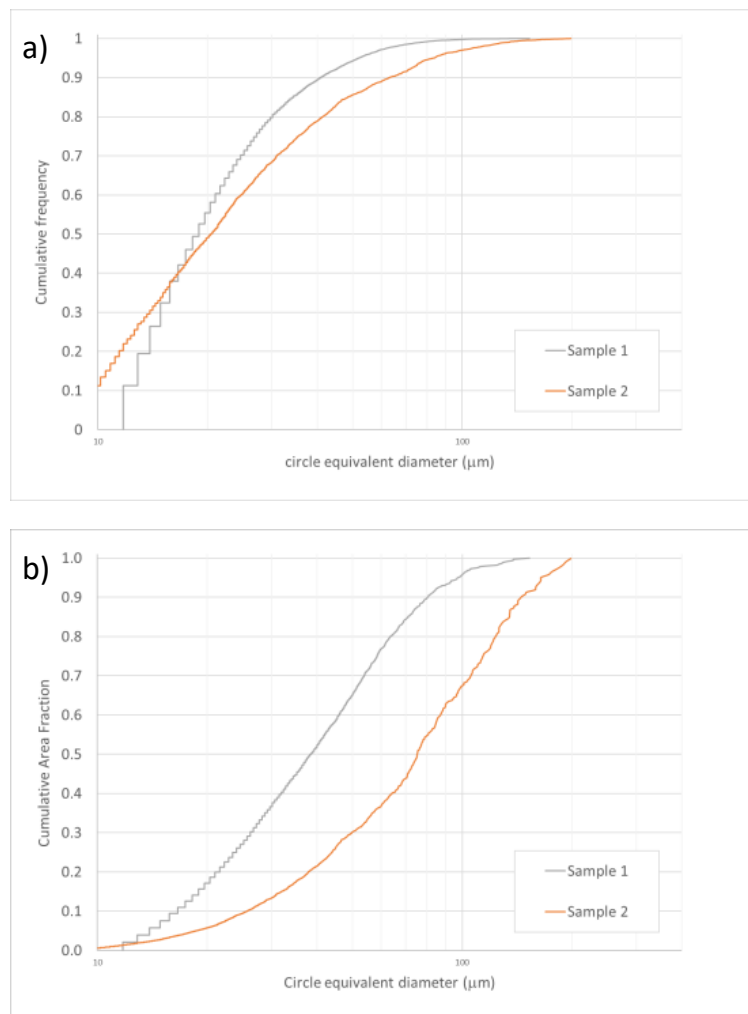 a)
1
0.9
0.8
0.7
0.6
0.5
0.4
0.3
0.2
0.1
0
Cumulative frequency
Sample 1
Sample 2
10
100
circle equivalent diameter (μm)
b)
1.0
0.9
0.8
0.7
0.6
0.5
0.4
0.3
0.2
0.1
0.0
Cumulative Area Fraction
Sample 1
Sample 2
10
100
Circle equivalent diameter (μm)